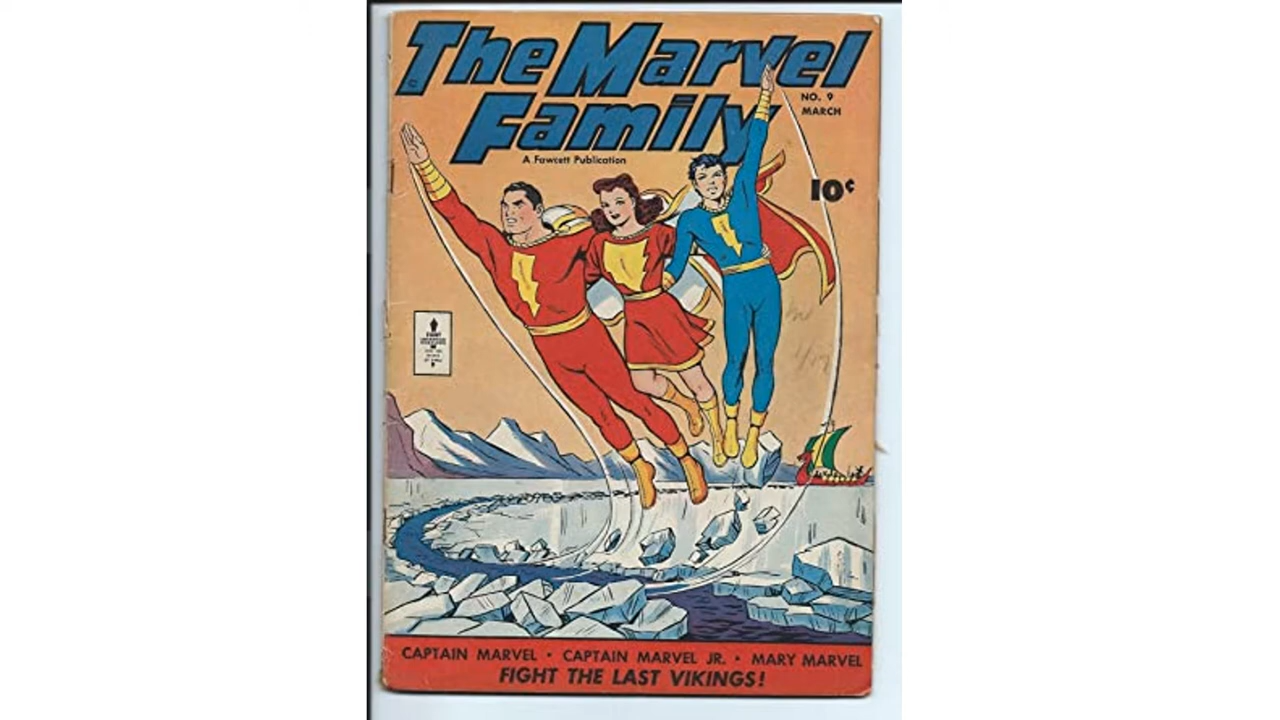 The Marvel
Family
NO. 9
MARCH
A Fawcett Publication
10¢
FIGHT
CAPTAIN MARVEL • CAPTAIN MARVEL JR. • MARY MARVEL
FIGHT THE LAST VIKINGS!